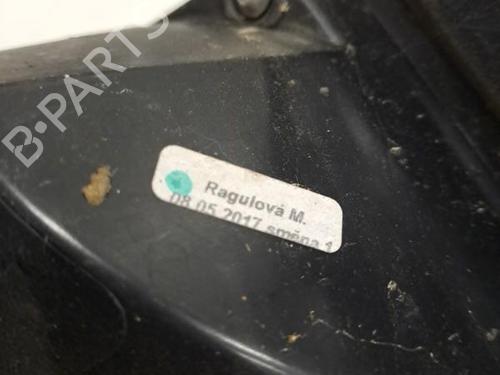 B-PARTS
Ragulová M.
08.05.2017 směna 1